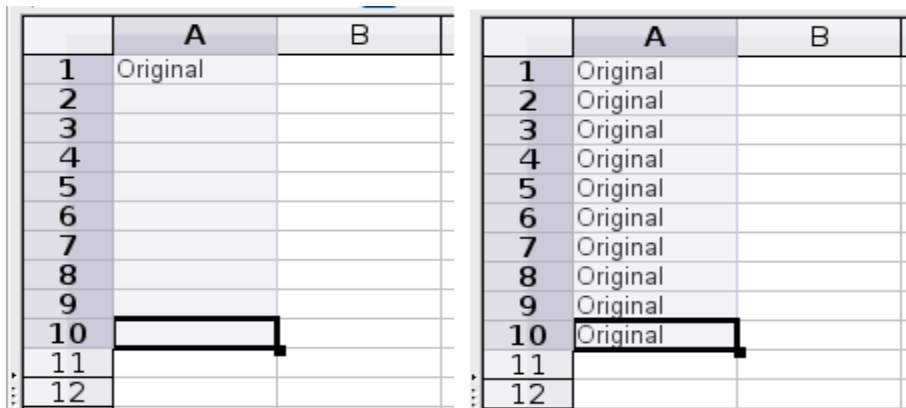 A B
1 Original
2
3
4
5
6
7
8
9
10
11
12
A B
1 Original
2 Original
3 Original
4 Original
5 Original
6 Original
7 Original
8 Original
9 Original
10 Original
11
12